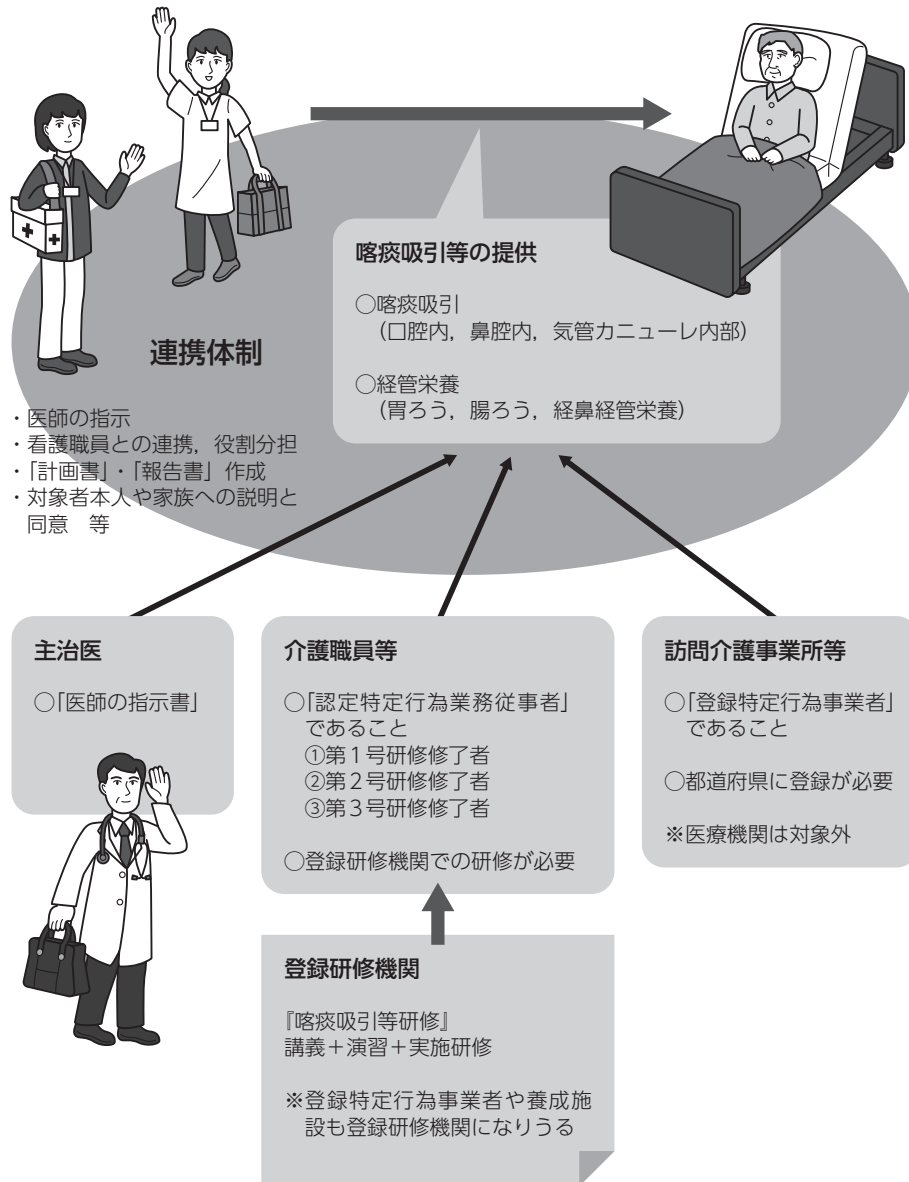 喀痰吸引等の提供
○喀痰吸引
（口腔内，鼻腔内，気管カニューレ内部）
○経管栄養
（胃ろう，腸ろう，経鼻経管栄養）
連携体制
・医師の指示
・看護職員との連携，役割分担
・「計画書」・「報告書」作成
・対象者本人や家族への説明と
同意　等
主治医
○「医師の指示書」
介護職員等
○「認定特定行為業務従事者」
であること
①第１号研修修了者
②第２号研修修了者
③第３号研修修了者
○登録研修機関での研修が必要
訪問介護事業所等
○「登録特定行為事業者」
であること
○都道府県に登録が必要
※医療機関は対象外
登録研修機関
『喀痰吸引等研修』
講義＋演習＋実施研修
※登録特定行為事業者や養成施
設も登録研修機関になりうる